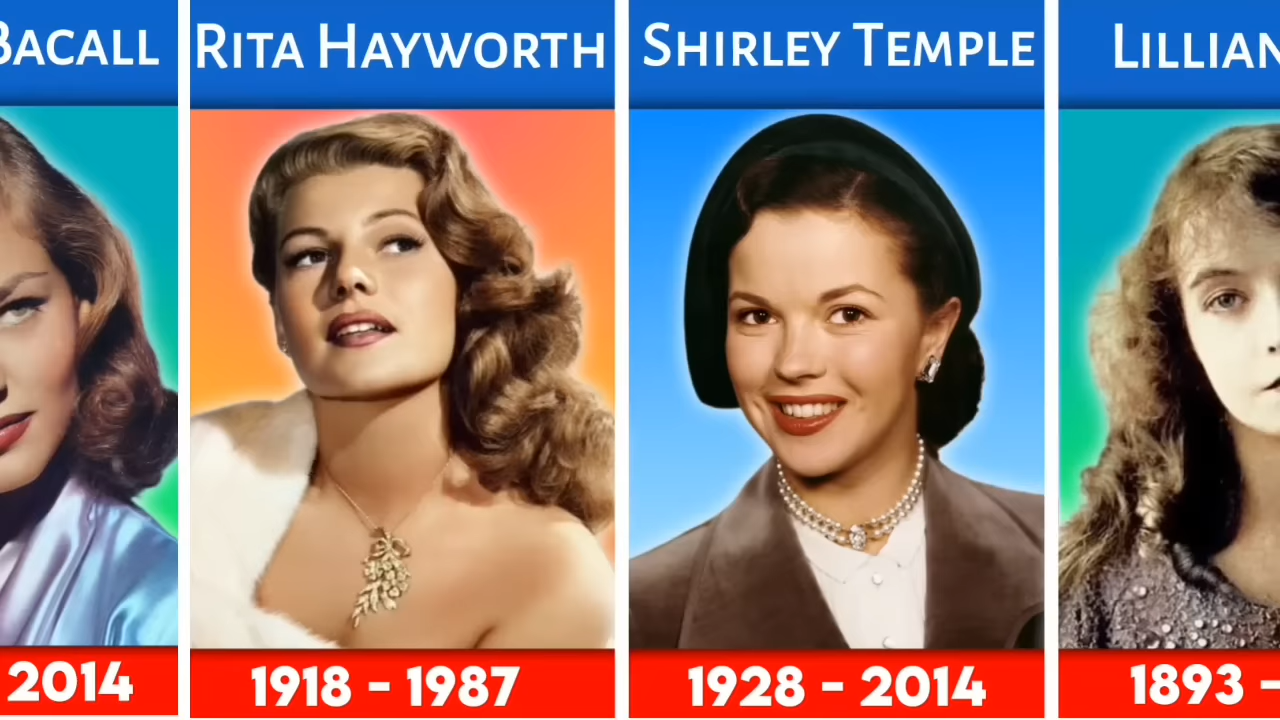 BACALL
RITA HAYWORTH
SHIRLEY TEMPLE
LILLIAN
2014
1918 - 1987
1928 - 2014
1893 -